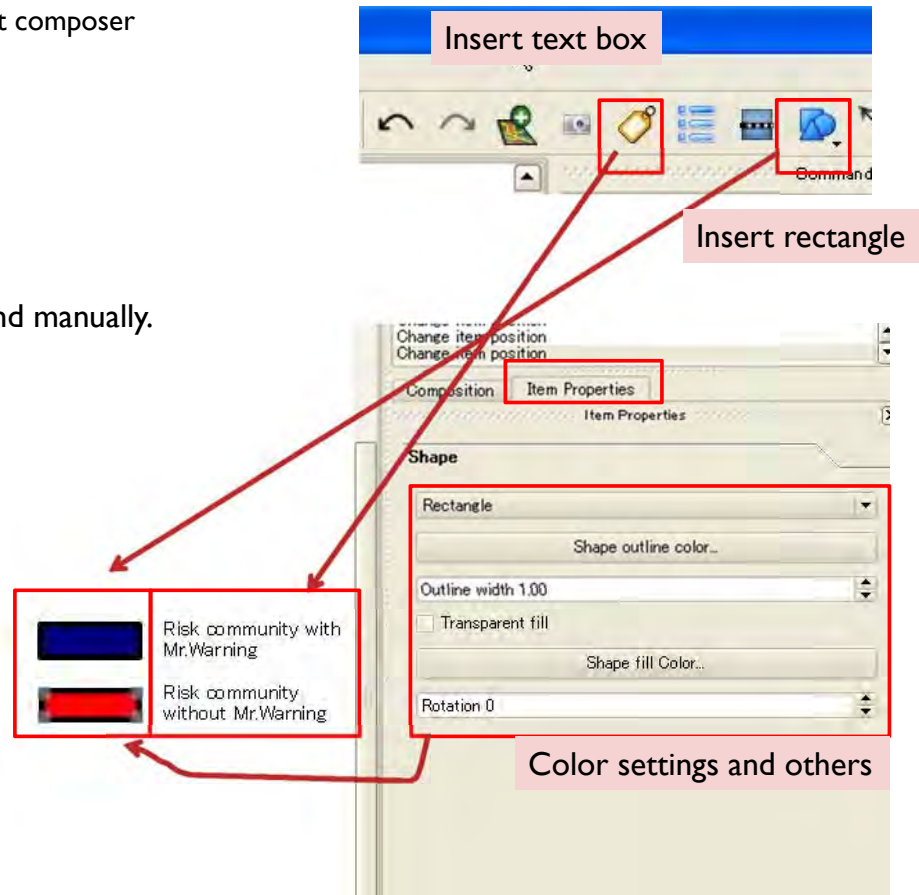 t composer
Insert text box
Command
Insert rectangle
nd manually.
Change item position
Change item position
Composition Item Properties
Item Properties
Shape
Rectangle
Shape outline color...
Outline width 1.00
Transparent fill
Shape fill Color...
Rotation 0
Risk community with
Mr.Warning
Risk community
without Mr.Warning
Color settings and others